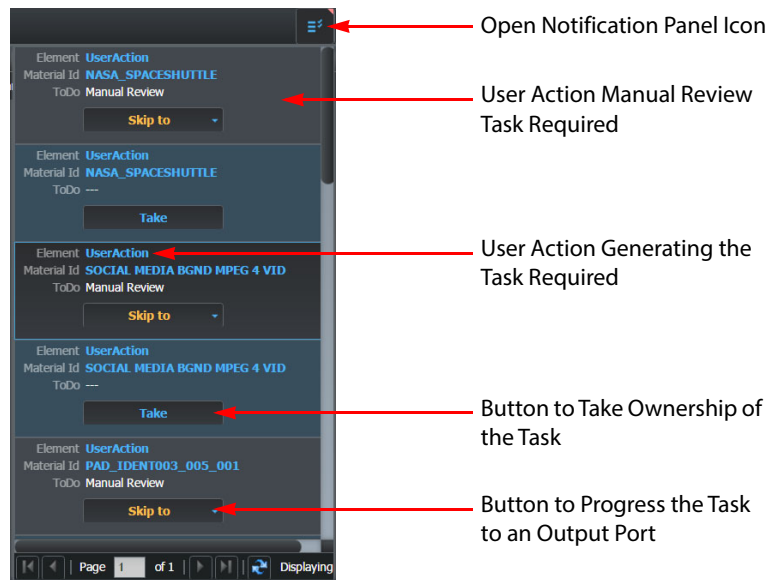 Open Notification Panel Icon
Element UserAction
Material Id NASA_SPACESHUTTLE
ToDo Manual Review
Skip to
User Action Manual Review
Task Required
Element UserAction
Material Id NASA_SPACESHUTTLE
ToDo ---
Take
Element UserAction
Material Id SOCIAL MEDIA BGND MPEG 4 VID
ToDo Manual Review
Skip to
User Action Generating the
Task Required
Element UserAction
Material Id SOCIAL MEDIA BGND MPEG 4 VID
ToDo ---
Take
Button to Take Ownership of
the Task
Element UserAction
Material Id PAD_IDENT003_005_001
ToDo Manual Review
Skip to
Button to Progress the Task
to an Output Port
Page 1 of 1 Displaying